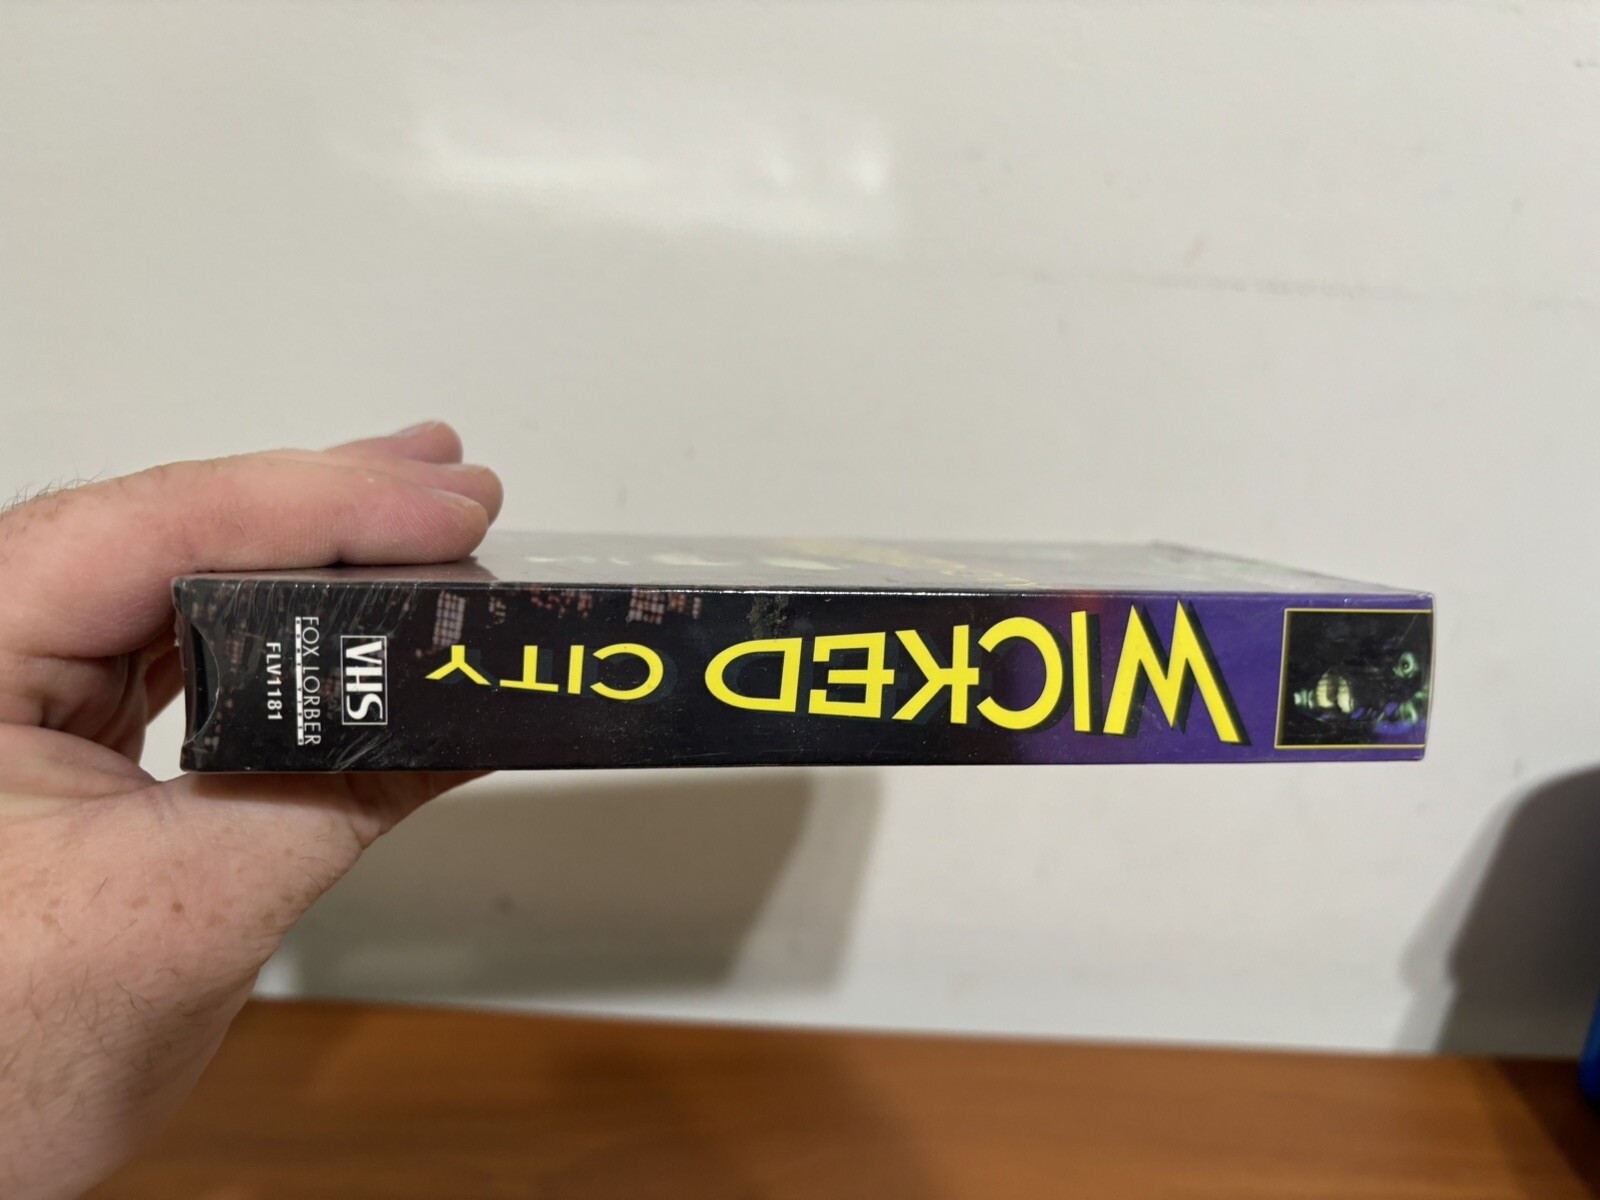 WICKED CITY
VHS
FOX LORBER
FLV1181